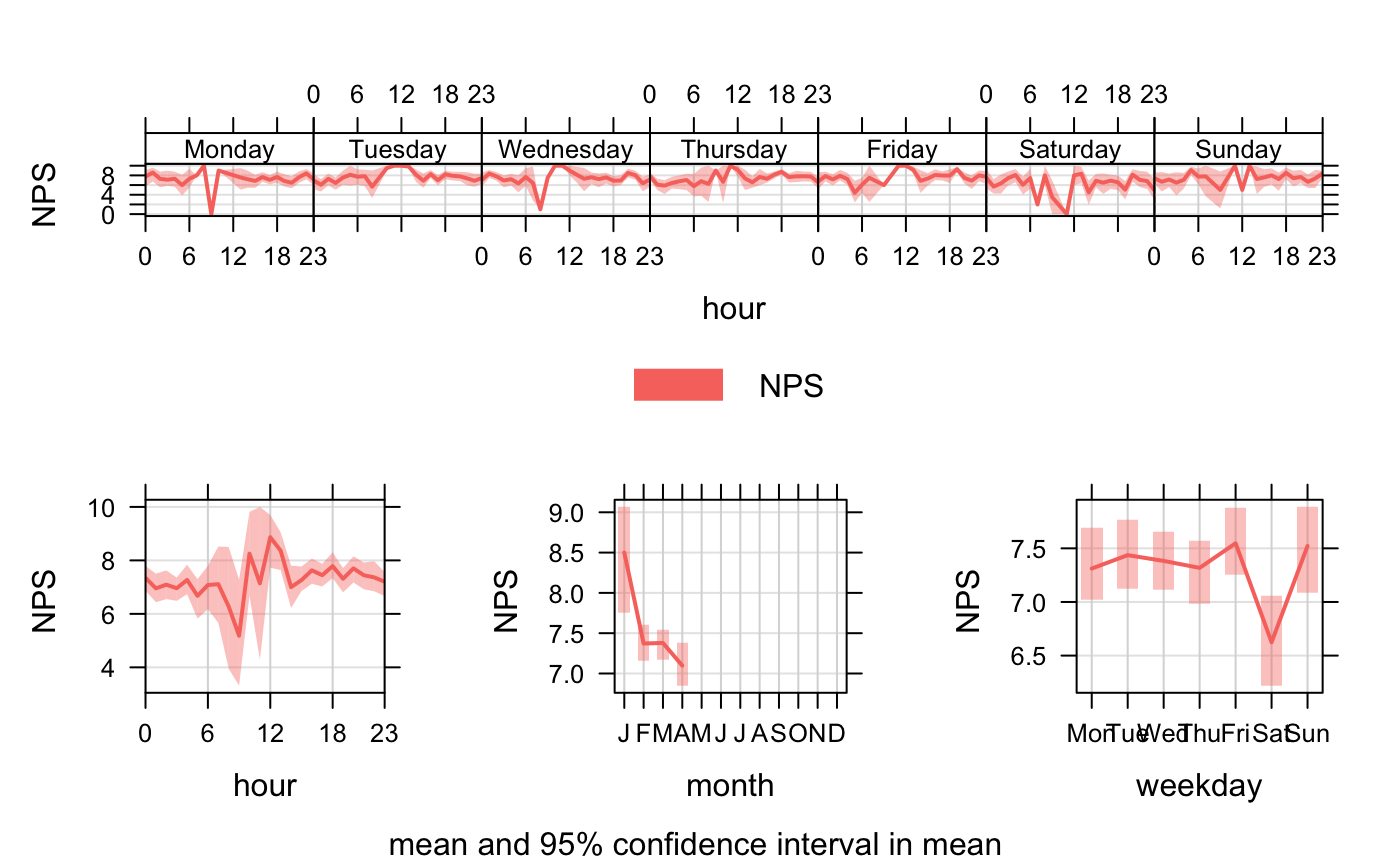 0 6 12 18 23 0 6 12 18 23 0 6 12 18 23
Monday Tuesday Wednesday Thursday Friday Saturday Sunday
NPS
8
4
0
0 6 12 18 23 0 6 12 18 23 0 6 12 18 23 0 6 12 18 23
hour
NPS
NPS
10
8
6
4
0 6 12 18 23
hour
NPS
9.0
8.5
8.0
7.5
7.0
J F M A M J J A S O N D
month
NPS
7.5
7.0
6.5
Mon Tue Wed Thu Fri Sat Sun
weekday
mean and 95% confidence interval in mean